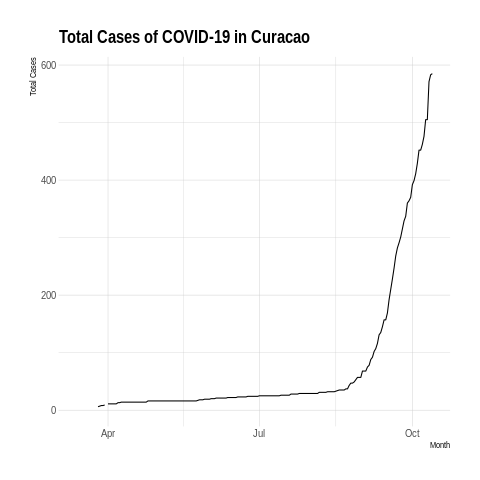 Total Cases of COVID-19 in Curacao
Total Cases
600
400
200
0
Apr
Jul
Oct
Month